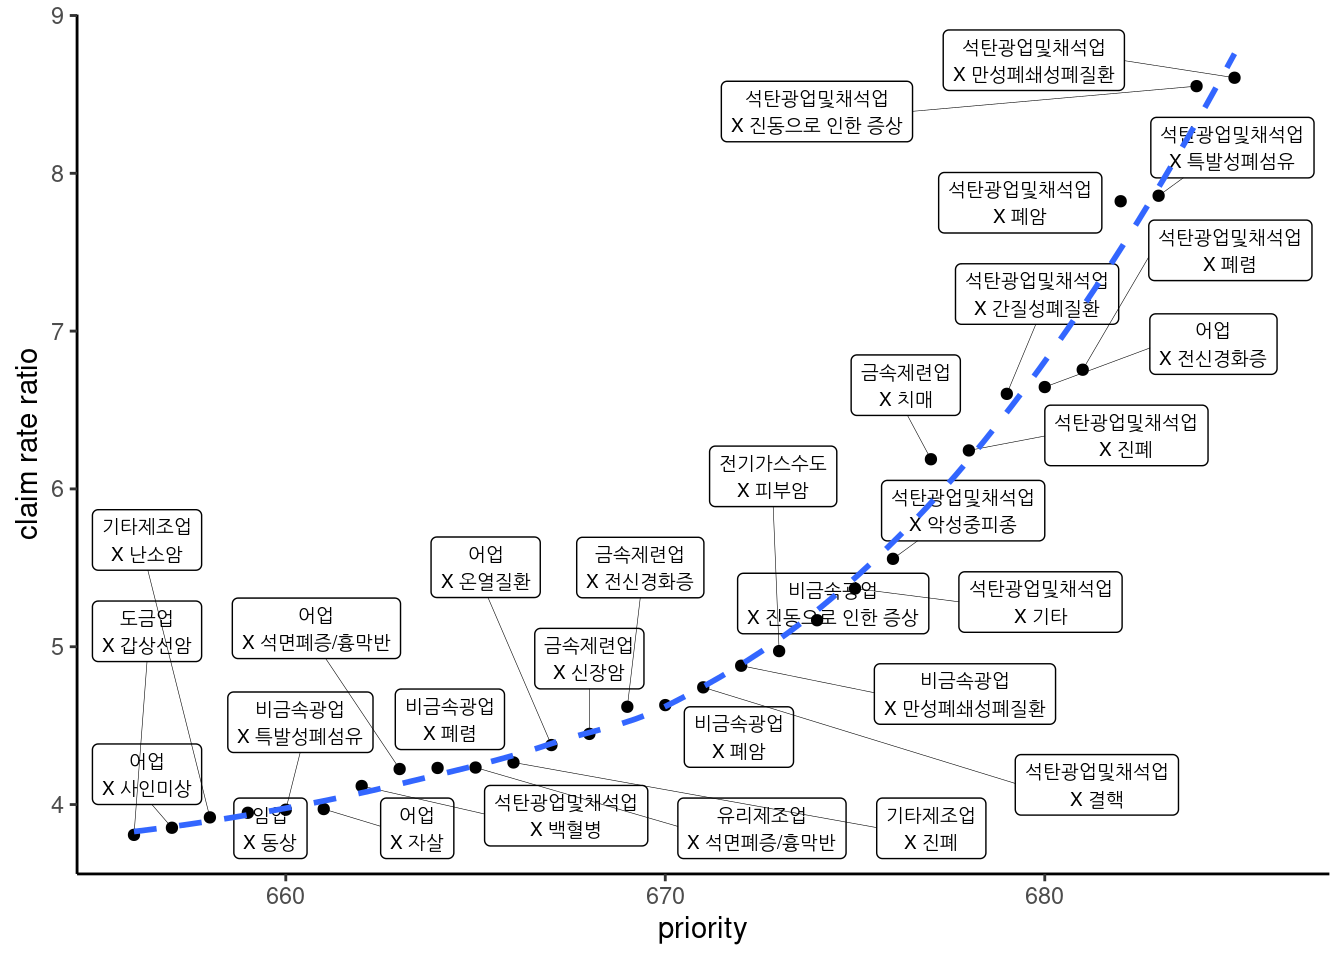 9
8
7
6
5
4
claim rate ratio
석탄광업및채석업
X 만성폐쇄성폐질환
석탄광업및채석업
X 진동으로 인한 증상
석탄광업및채석업
X 특발성폐섬유
석탄광업및채석업
X 폐암
석탄광업및채석업
X 폐렴
석탄광업및채석업
X 간질성폐질환
어업
X 전신경화증
금속제련업
X 치매
석탄광업및채석업
X 진폐
전기가스수도
X 피부암
석탄광업및채석업
X 악성중피종
기타제조업
X 난소암
어업
X 온열질환
금속제련업
X 전신경화증
비금속광업
X 진동으로 인한 증상
석탄광업및채석업
X 기타
도금업
X 갑상선암
어업
X 석면폐증/흉막반
금속제련업
X 신장암
비금속광업
X 만성폐쇄성폐질환
비금속광업
X 특발성폐섬유
비금속광업
X 폐렴
비금속광업
X 폐암
어업
X 사인미상
석탄광업및채석업
X 결핵
임업
X 동상
어업
X 자살
석탄광업및채석업
X 백혈병
유리제조업
X 석면폐증/흉막반
기타제조업
X 진폐
660
670
680
priority